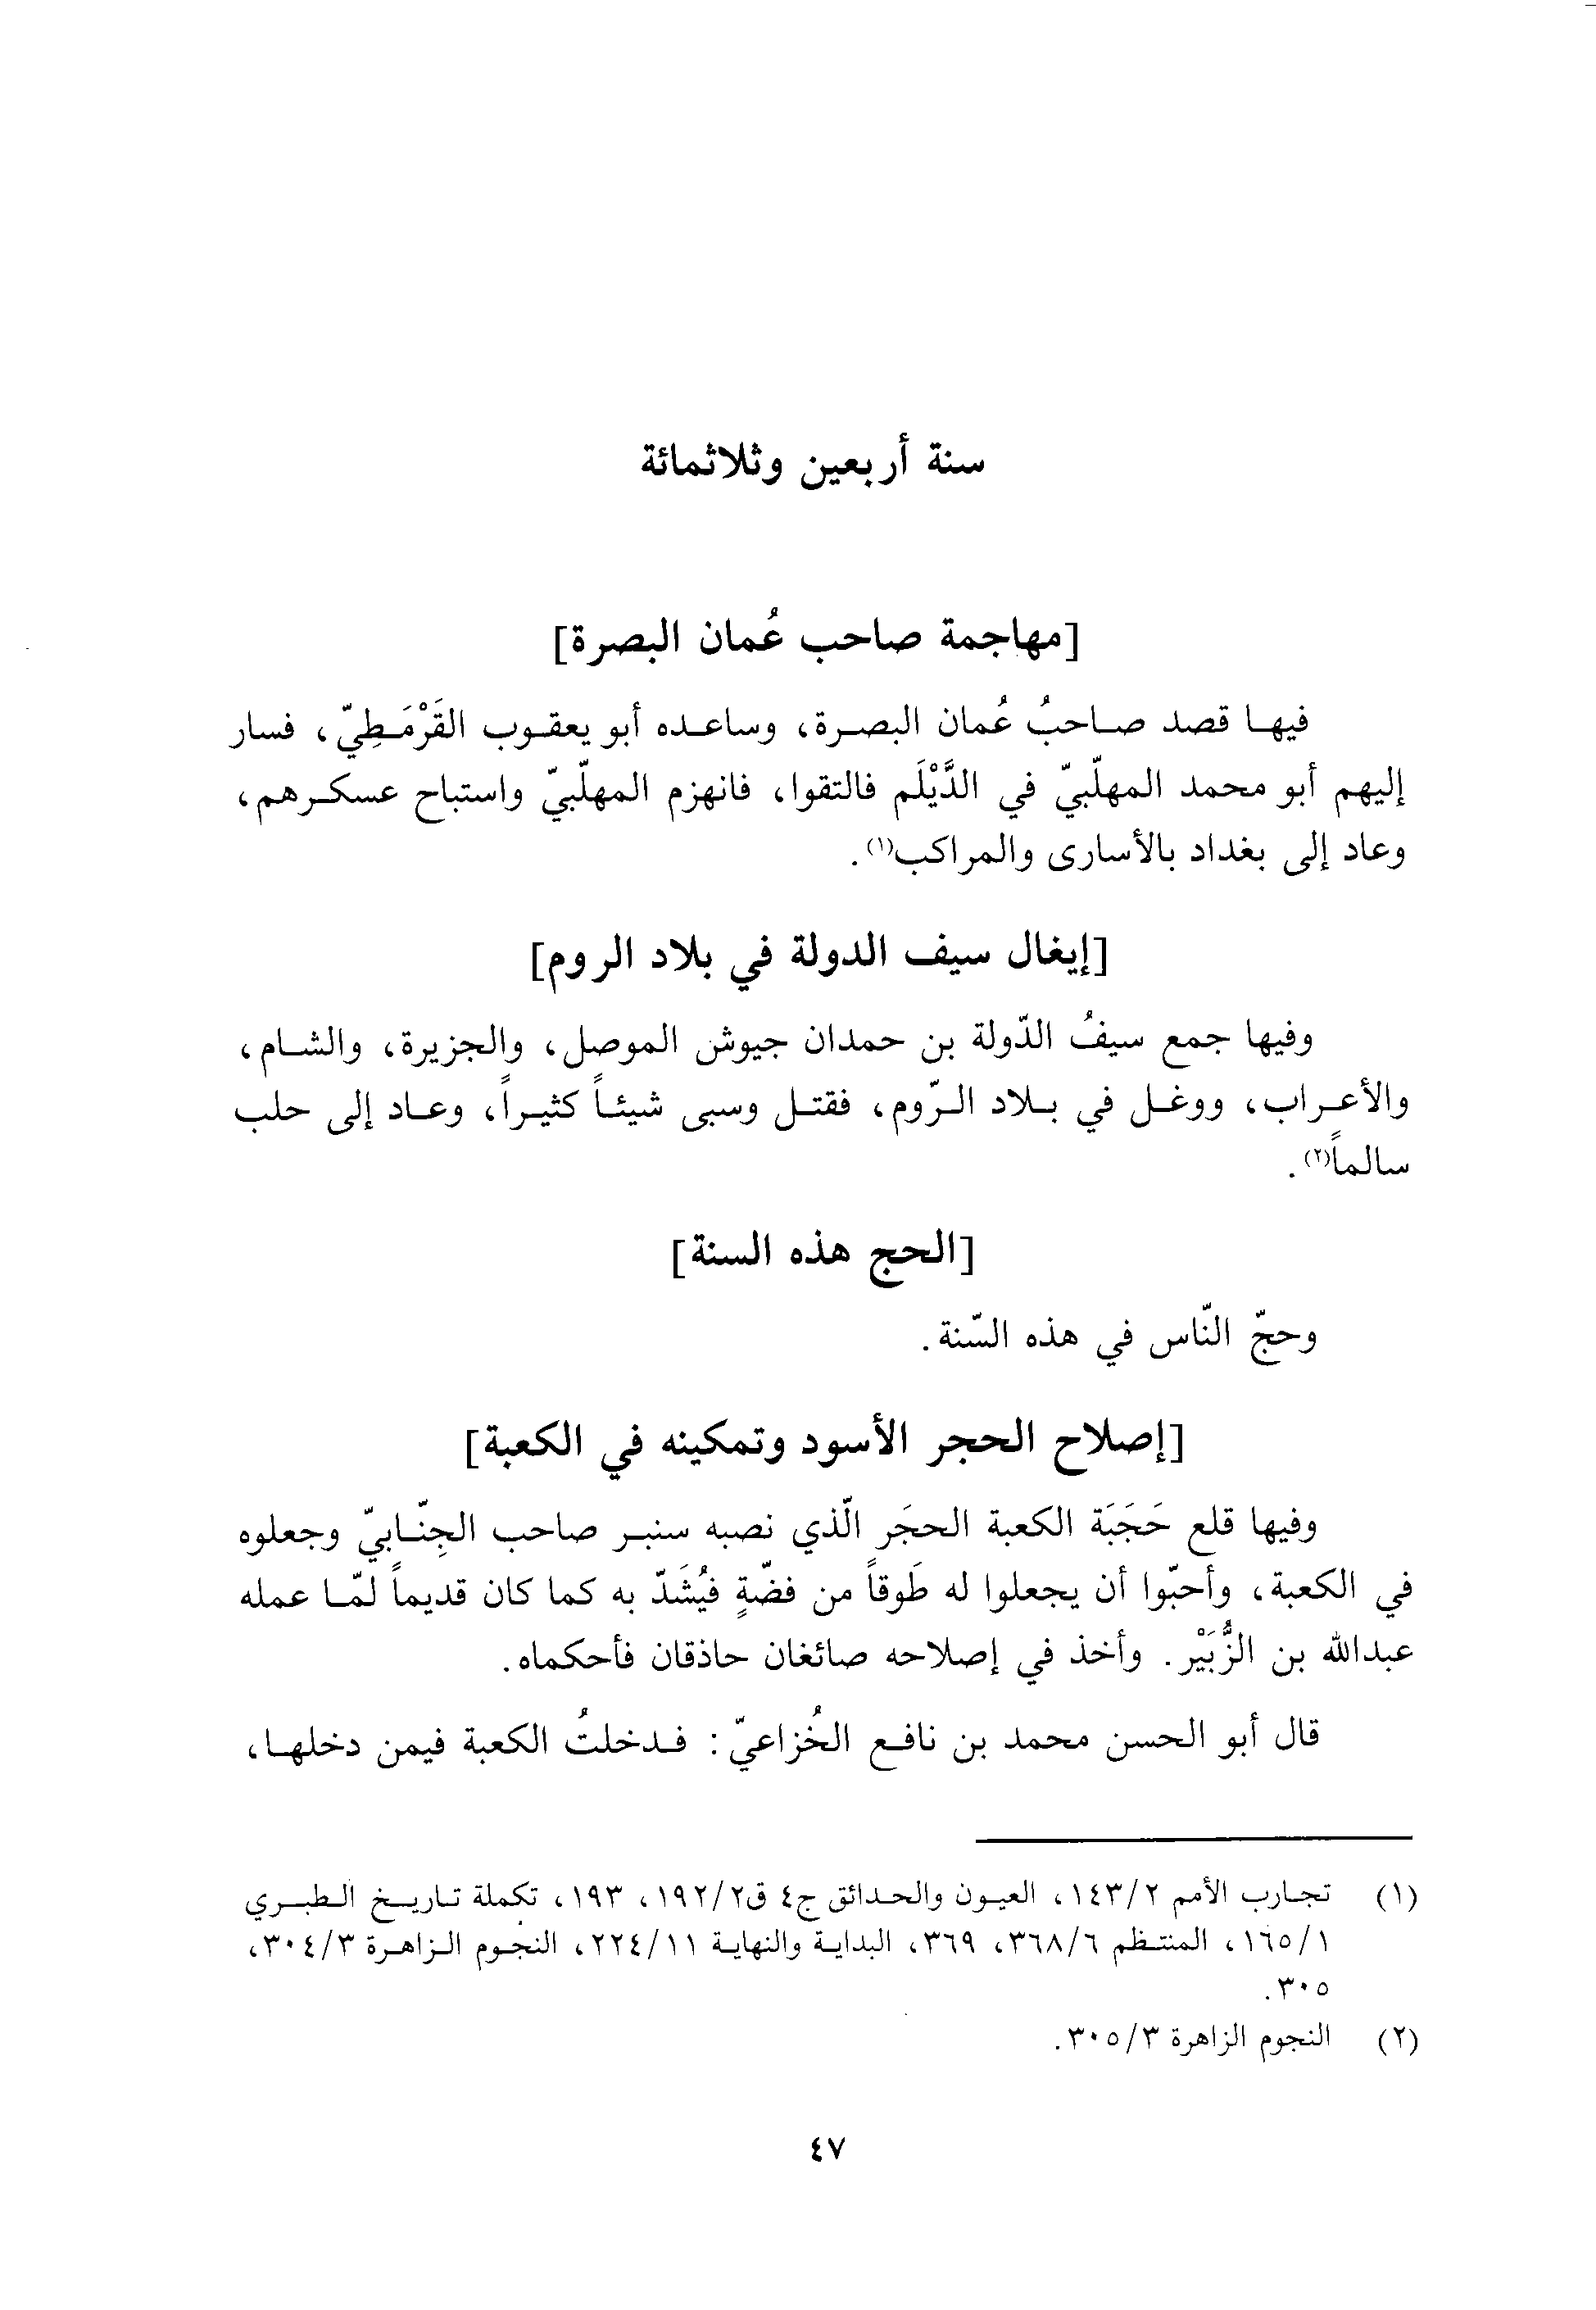 سنة أربعين وثلاثمائة
[مهاجمة صاحب عُمان البصرة]
فيها قصد صاحبُ عُمان البصرة، وساعده أبو يعقوب القَرْمَطِيّ، فسار
إليهم أبو محمد المهلّبيّ في الدَّيْلَم فالتقوا، فانهزم المهلّبيّ واستباح عسكرهم،
وعاد إلى بغداد بالأسارى والمراكب(١).
[إيغال سيف الدولة في بلاد الروم]
وفيها جمع سيفُ الدّولة بن حمدان جيوش الموصل، والجزيرة، والشام،
والأعراب، ووغل في بلاد الرّوم، فقتل وسبى شيئاً كثيراً، وعاد إلى حلب
سالماً(٢).
[الحج هذه السنة]
وحجّ النّاس في هذه السّنة.
[إصلاح الحجر الأسود وتمكينه في الكعبة]
وفيها قلع حَجَبَة الكعبة الحجَر الّذي نصبه سنبر صاحب الجِنّابيّ وجعلوه
في الكعبة، وأحبّوا أن يجعلوا له طَوقاً من فضّةٍ فيُشَدّ به كما كان قديماً لمّا عمله
عبدالله بن الزُّبَيْر. وأخذ في إصلاحه صائغان حاذقان فأحكماه.
قال أبو الحسن محمد بن نافع الخُزاعيّ: فدخلتُ الكعبة فيمن دخلها،
(١) تجارب الأمم ١٤٣/٢، العيون والحدائق ج٤ ق١٩٢/٢، ١٩٣، تكملة تاريخ الطبري
١٦٥/١، المنتظم ٣٦٨/٦، ٣٦٩، البداية والنهاية ٢٢٤/١١، النجوم الزاهرة ٣٠٤/٣،
٣٠٥.
(٢) النجوم الزاهرة ٣٠٥/٣.
٤٧